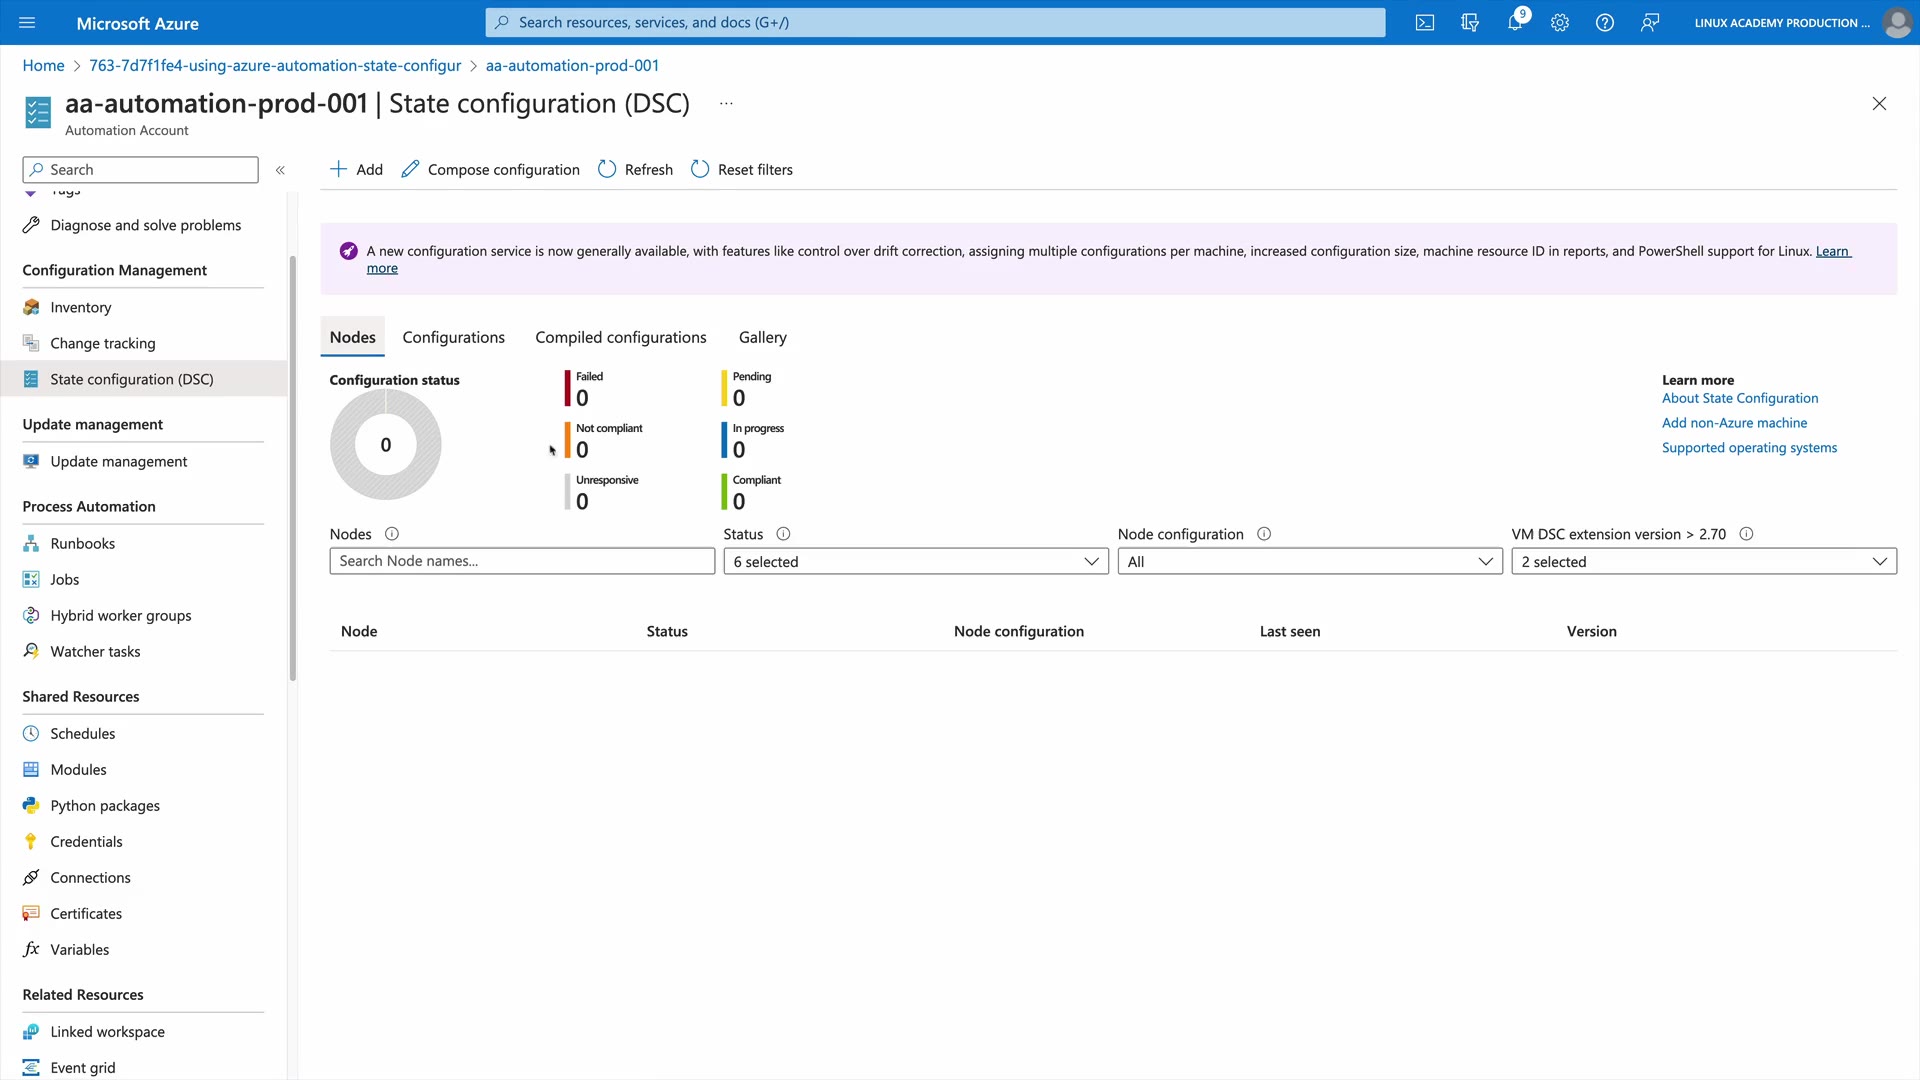 Microsoft Azure
Search resources, services, and docs (G+/)
9
LINUX ACADEMY PRODUCTION ...
Home > 763-7d7f1fe4-using-azure-automation-state-configur > aa-automation-prod-001
aa-automation-prod-001 | State configuration (DSC) ...
Automation Account
Search
«
Add
Compose configuration
Refresh
Reset filters
Tags
Diagnose and solve problems
Configuration Management
Inventory
Change tracking
State configuration (DSC)
Update management
Update management
Process Automation
Runbooks
Jobs
Hybrid worker groups
Watcher tasks
Shared Resources
Schedules
Modules
Python packages
Credentials
Connections
Certificates
Variables
Related Resources
Linked workspace
Event grid
A new configuration service is now generally available, with features like control over drift correction, assigning multiple configurations per machine, increased configuration size, machine resource ID in reports, and PowerShell support for Linux. Learn
more
Nodes
Configurations
Compiled configurations
Gallery
Configuration status
0
Failed
0
Pending
0
Not compliant
0
In progress
0
Unresponsive
0
Compliant
0
Learn more
About State Configuration
Add non-Azure machine
Supported operating systems
Nodes
Search Node names...
Status
6 selected
Node configuration
All
VM DSC extension version > 2.70
2 selected
Node
Status
Node configuration
Last seen
Version